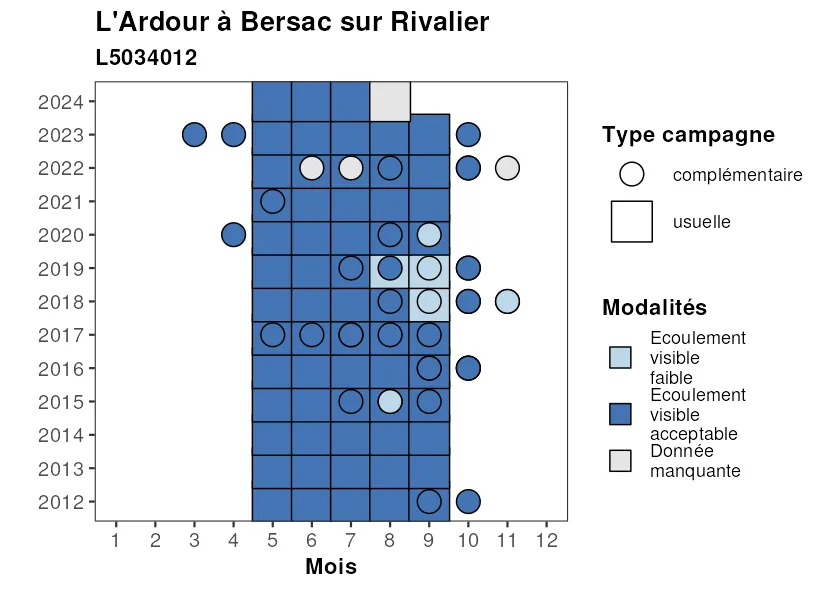 L'Ardour à Bersac sur Rivalier
L5034012
2024
2023
2022
2021
2020
2019
2018
2017
2016
2015
2014
2013
2012
1 2 3 4 5 6 7 8 9 10 11 12
Mois
Type campagne
complémentaire
usuelle
Modalités
Ecoulement
visible
faible
Ecoulement
visible
acceptable
Donnée
manquante